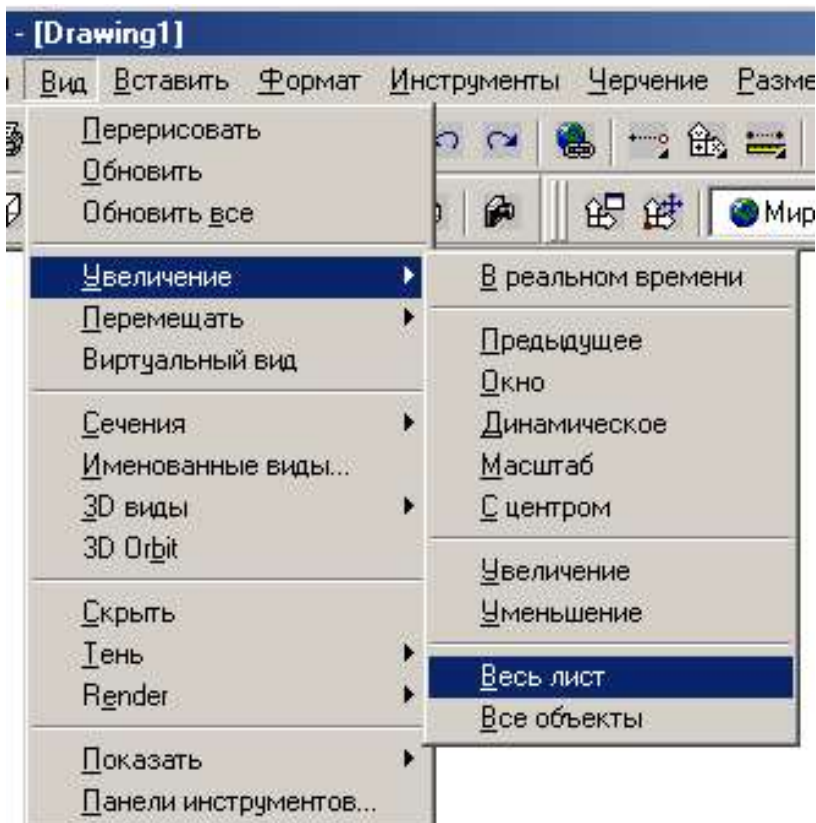 - [Drawing1]
Вид Вставить Формат Инструменты Черчение Разме
Перерисовать
Обновить
Обновить все
Мир
Увеличение
Перемещать
Виртуальный вид
Сечения
Именованные виды...
3D виды
3D Orbit
Скрыть
Тень
Render
Показать
Панели инструментов...
В реальном времени
Предыдущее
Окно
Динамическое
Масштаб
С центром
Увеличение
Уменьшение
Весь лист
Все объекты